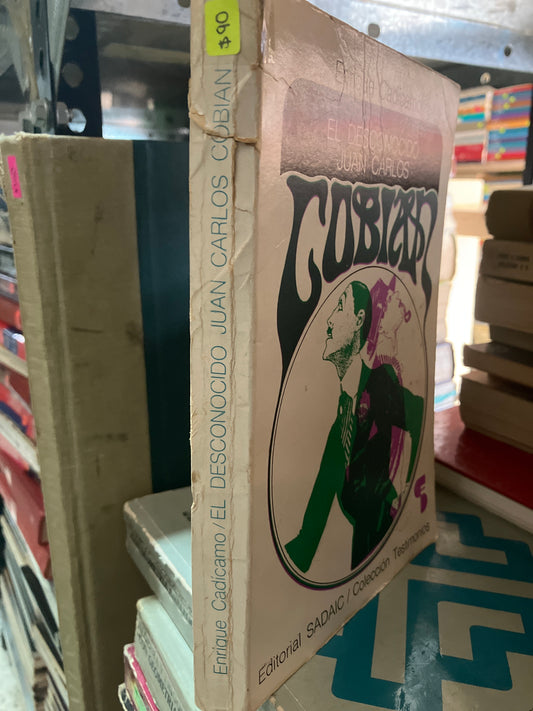 $90
Enrique Cadícamo / EL DESCONOCIDO JUAN CARLOS COBIAN
EL DESCONOCIDO
JUAN CARLOS
COBIAN
Editorial SADAIC / Colección Testimonios